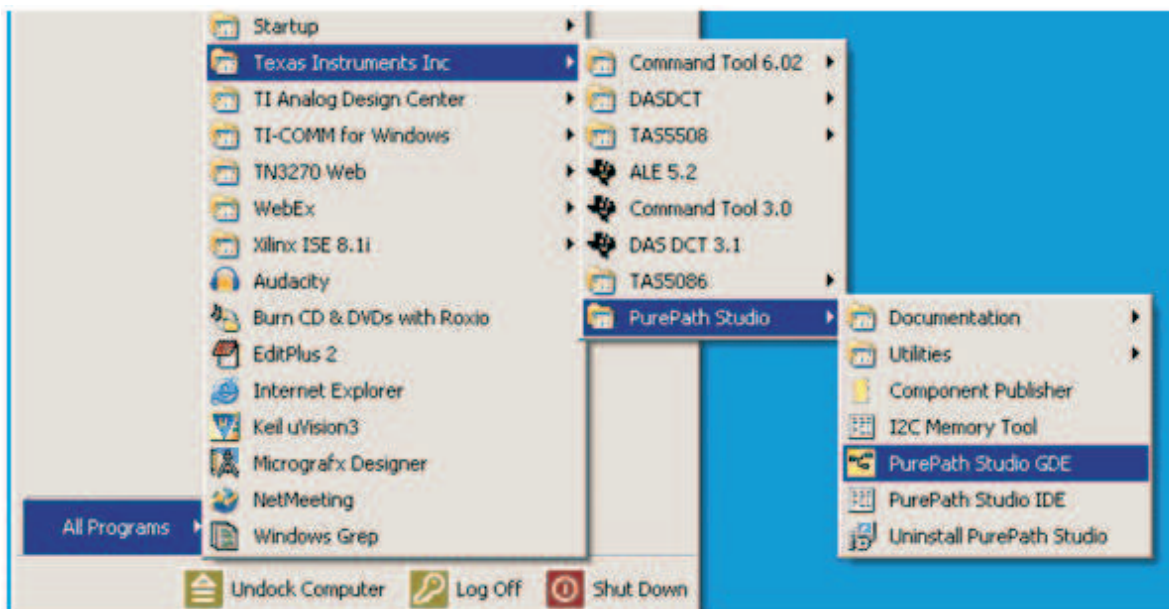 Startup
Texas Instruments Inc
TI Analog Design Center
TI-COMM for Windows
TN3270 Web
WebEx
Xilinx ISE 8.1i
Audacity
Burn CD & DVDs with Roxio
EditPlus 2
Internet Explorer
Keil uVision3
Micrografx Designer
NetMeeting
Windows Grep
All Programs
Undock Computer
Log Off
Shut Down
Command Tool 6.02
DASDCT
TAS5508
ALE 5.2
Command Tool 3.0
DAS DCT 3.1
TAS5086
PurePath Studio
Documentation
Utilities
Component Publisher
I2C Memory Tool
PurePath Studio GDE
PurePath Studio IDE
Uninstall PurePath Studio